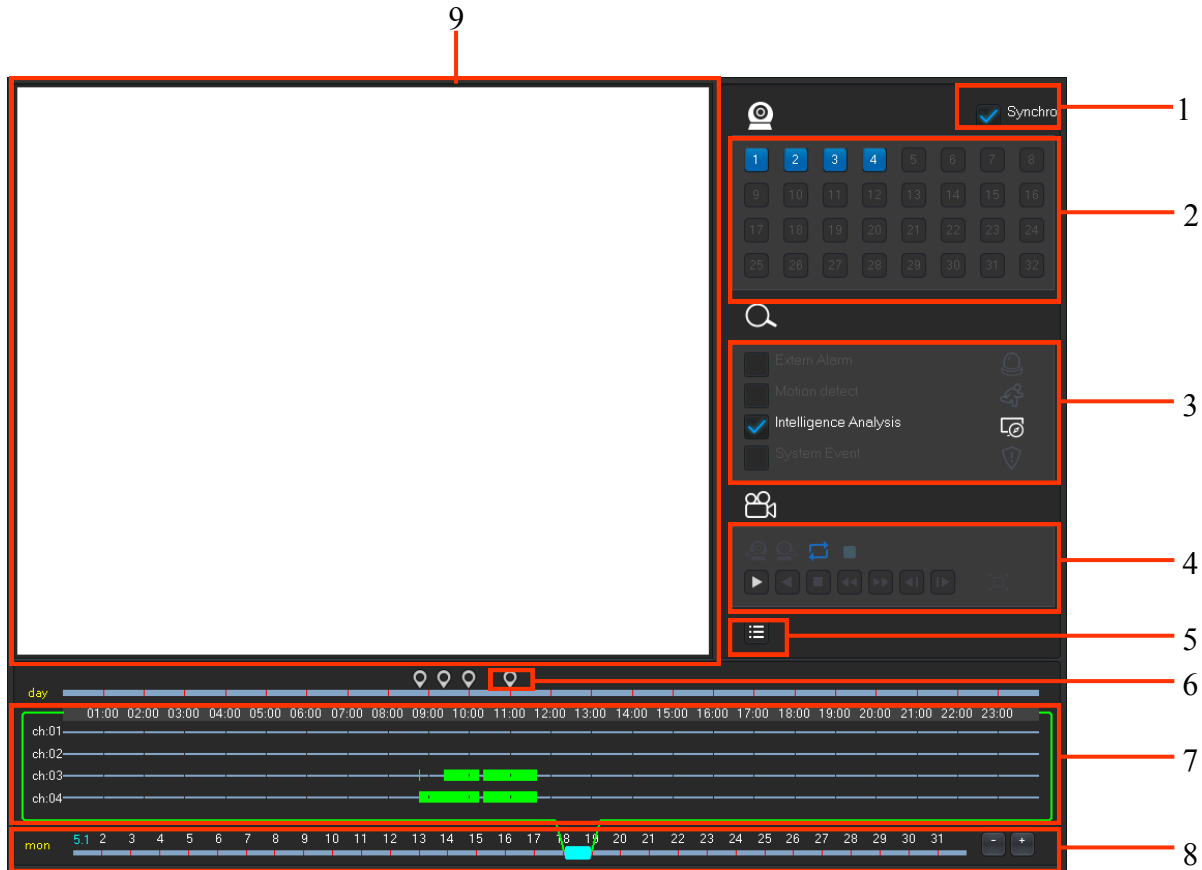 9
1
Synchro
1 2 3 4 5 6 7 8
9 10 11 12 13 14 15 16
17 18 19 20 21 22 23 24
25 26 27 28 29 30 31 32
2
Extern Alarm
Motion detect
Intelligence Analysis
System Event
3
4
5
6
day
01:00 02:00 03:00 04:00 05:00 06:00 07:00 08:00 09:00 10:00 11:00 12:00 13:00 14:00 15:00 16:00 17:00 18:00 19:00 20:00 21:00 22:00 23:00
ch:01
ch:02
ch:03
ch:04
7
mon 5.1 2 3 4 5 6 7 8 9 10 11 12 13 14 15 16 17 18 19 20 21 22 23 24 25 26 27 28 29 30 31 - +
8